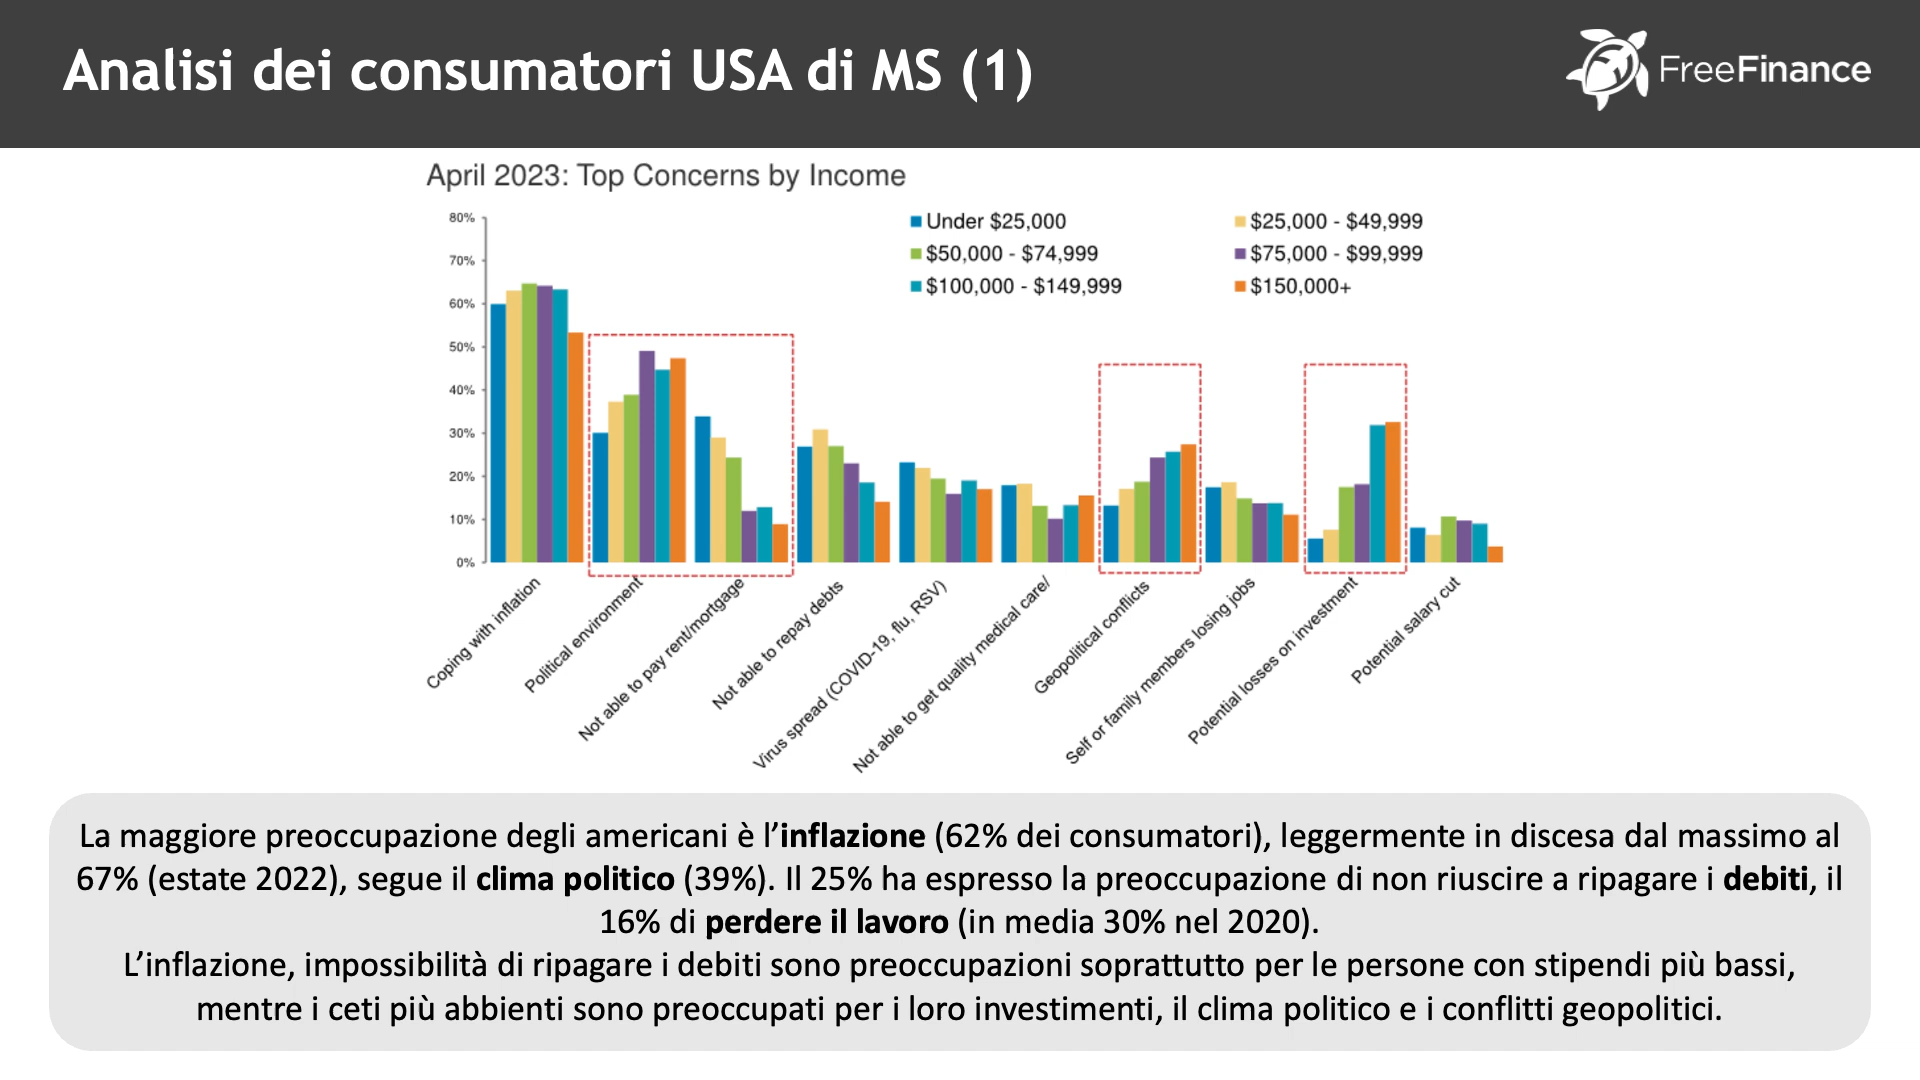 Analisi dei consumatori USA di MS (1)
FreeFinance
April 2023: Top Concerns by Income
Under $25,000
$25,000 - $49,999
$50,000 - $74,999
$75,000 - $99,999
$100,000 - $149,999
$150,000+
80%
70%
60%
50%
40%
30%
20%
10%
0%
Coping with inflation
Political environment
Not able to pay rent/mortgage
Not able to repay debts
Virus spread (COVID-19, flu, RSV)
Not able to get quality medical care/
Geopolitical conflicts
Self or family members losing jobs
Potential losses on investment
Potential salary cut
La maggiore preoccupazione degli americani è l’inflazione (62% dei consumatori), leggermente in discesa dal massimo al
67% (estate 2022), segue il clima politico (39%). Il 25% ha espresso la preoccupazione di non riuscire a ripagare i debiti, il
16% di perdere il lavoro (in media 30% nel 2020).
L’inflazione, impossibilità di ripagare i debiti sono preoccupazioni soprattutto per le persone con stipendi più bassi,
mentre i ceti più abbienti sono preoccupati per i loro investimenti, il clima politico e i conflitti geopolitici.